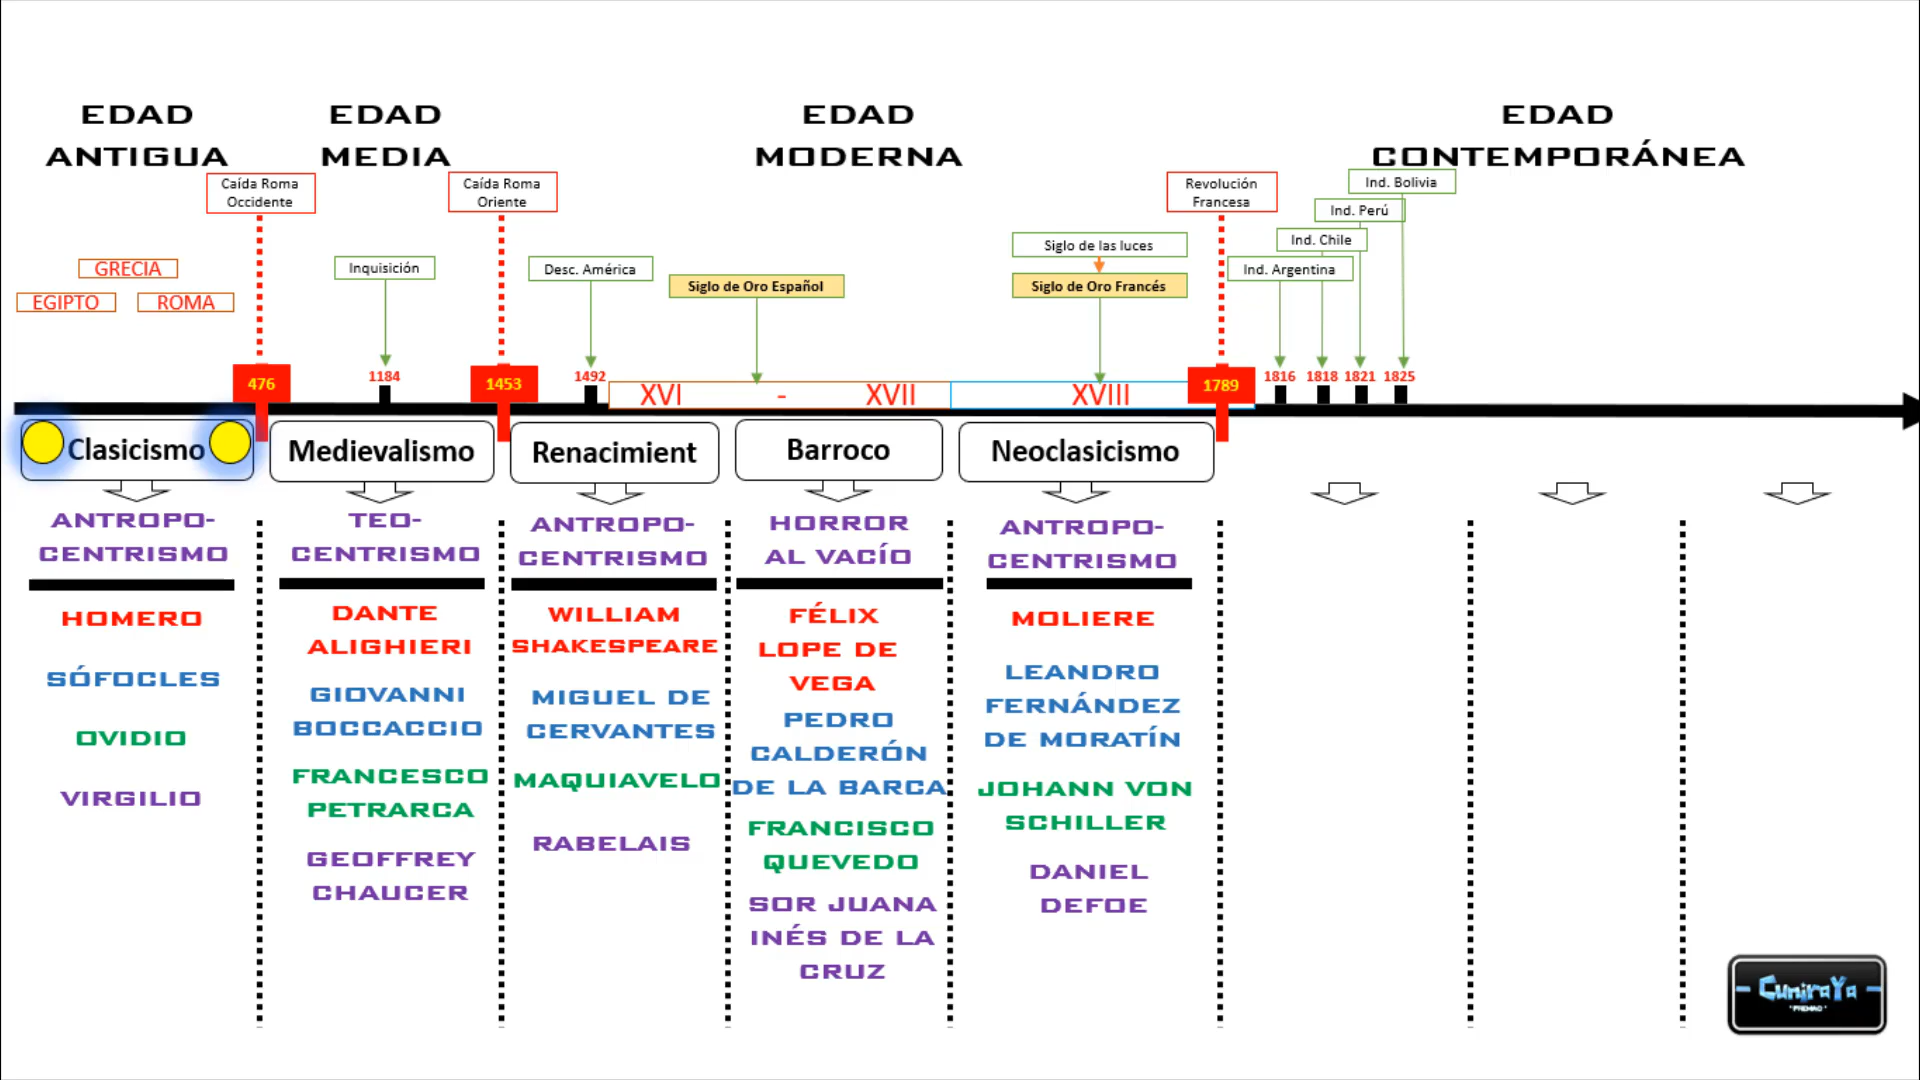 EDAD
ANTIGUA
EDAD
MEDIA
EDAD
MODERNA
EDAD
CONTEMPORÁNEA
Caída Roma
Occidente
Caída Roma
Oriente
Revolución
Francesa
Ind. Bolivia
Ind. Perú
Ind. Chile
Ind. Argentina
GRECIA
EGIPTO
ROMA
Inquisición
Desc. América
Siglo de Oro Español
Siglo de las luces
Siglo de Oro Francés
476
1184
1453
1492
XVI - XVII
XVIII
1789
1816
1818
1821
1825
Clasicismo
Medievalismo
Renacimient
Barroco
Neoclasicismo
ANTROPO-
CENTRISMO
HOMERO
SÓFOCLES
OVIDIO
VIRGILIO
TEO-
CENTRISMO
DANTE
ALIGHIERI
GIOVANNI
BOCCACCIO
FRANCESCO
PETRARCA
GEOFFREY
CHAUCER
ANTROPO-
CENTRISMO
WILLIAM
SHAKESPEARE
MIGUEL DE
CERVANTES
MAQUIAVELO
RABELAIS
HORROR
AL VACÍO
FÉLIX
LOPE DE
VEGA
PEDRO
CALDERÓN
DE LA BARCA
FRANCISCO
QUEVEDO
SOR JUANA
INÉS DE LA
CRUZ
ANTROPO-
CENTRISMO
MOLIERE
LEANDRO
FERNÁNDEZ
DE MORATÍN
JOHANN VON
SCHILLER
DANIEL
DEFOE
CuniraYa